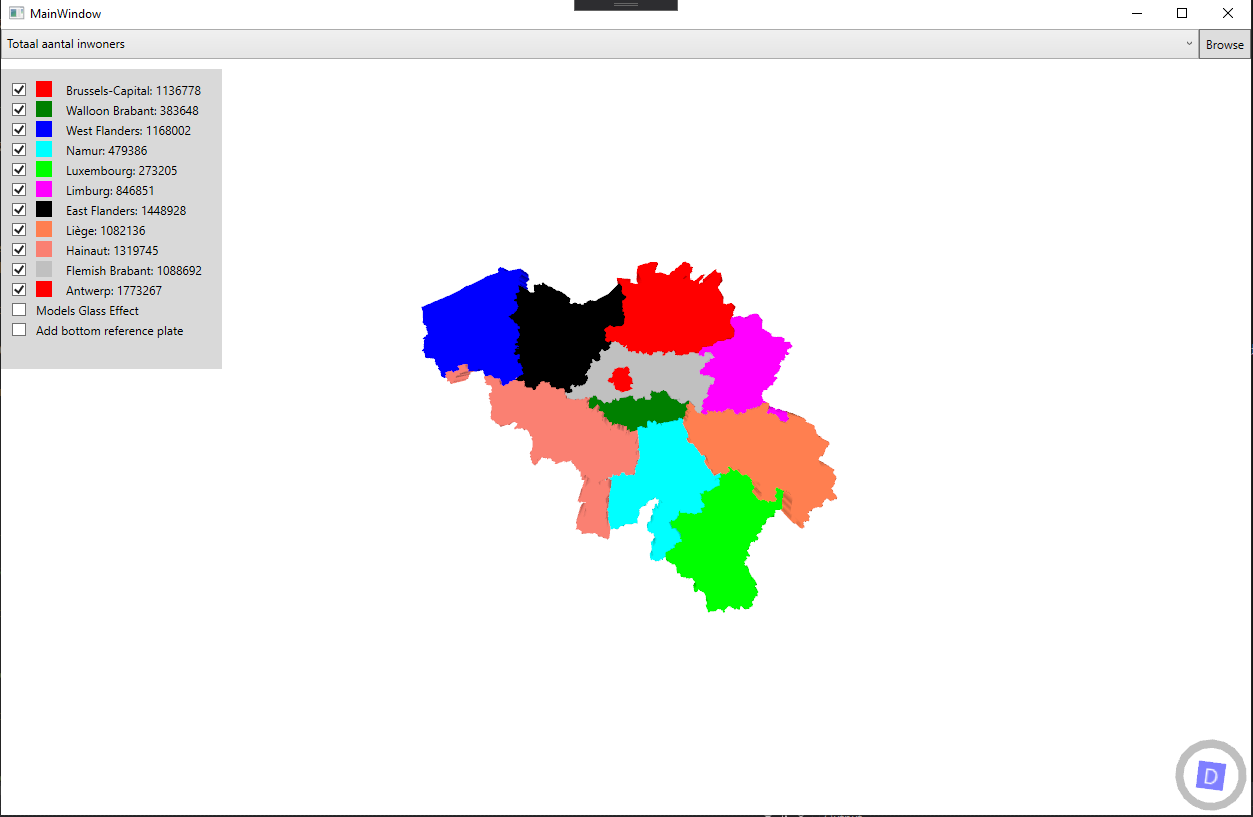 MainWindow
Totaal aantal inwoners
Browse
Brussels-Capital: 1136778
Walloon Brabant: 383648
West Flanders: 1168002
Namur: 479386
Luxembourg: 273205
Limburg: 846851
East Flanders: 1448928
Liège: 1082136
Hainaut: 1319745
Flemish Brabant: 1088692
Antwerp: 1773267
Models Glass Effect
Add bottom reference plate
D